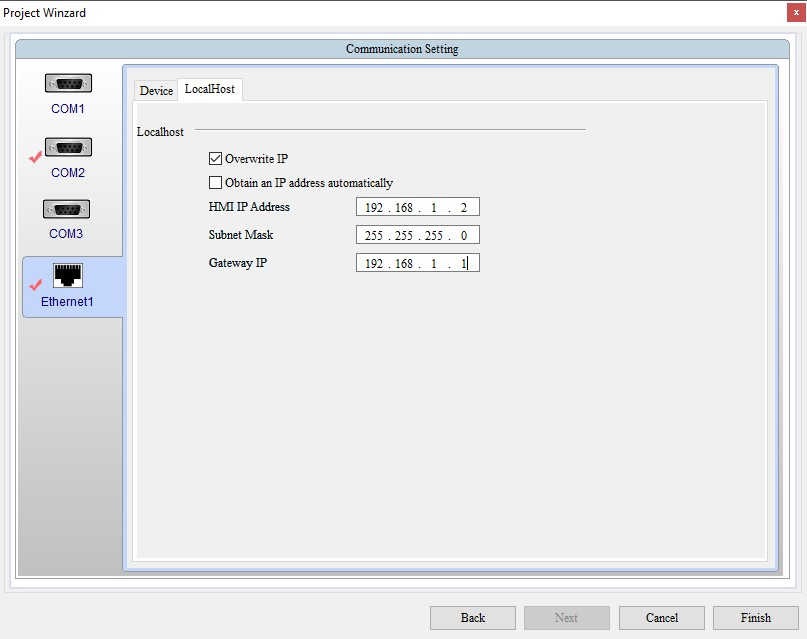 Project Winzard
x
Communication Setting
COM1
COM2
COM3
Ethernet1
Device
LocalHost
Localhost
Overwrite IP
Obtain an IP address automatically
HMI IP Address 192 . 168 . 1 . 2
Subnet Mask 255 . 255 . 255 . 0
Gateway IP 192 . 168 . 1 . 1
Back
Next
Cancel
Finish